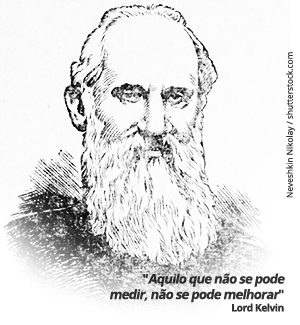 Neveshkin Nikolay / shutterstock.com
"Aquilo que não se pode
medir, não se pode melhorar"
Lord Kelvin